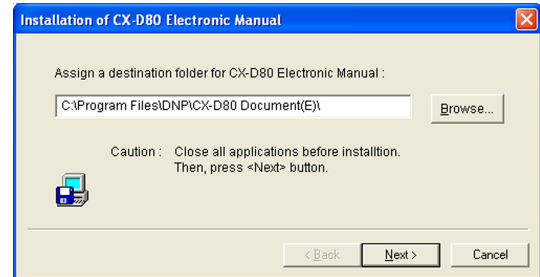 Installation of CX-D80 Electronic Manual
Assign a destination folder for CX-D80 Electronic Manual :
C:\Program Files\DNP\CX-D80 Document(E)\
Browse...
Caution : Close all applications before installtion.
Then, press <Next> button.
< Back
Next >
Cancel